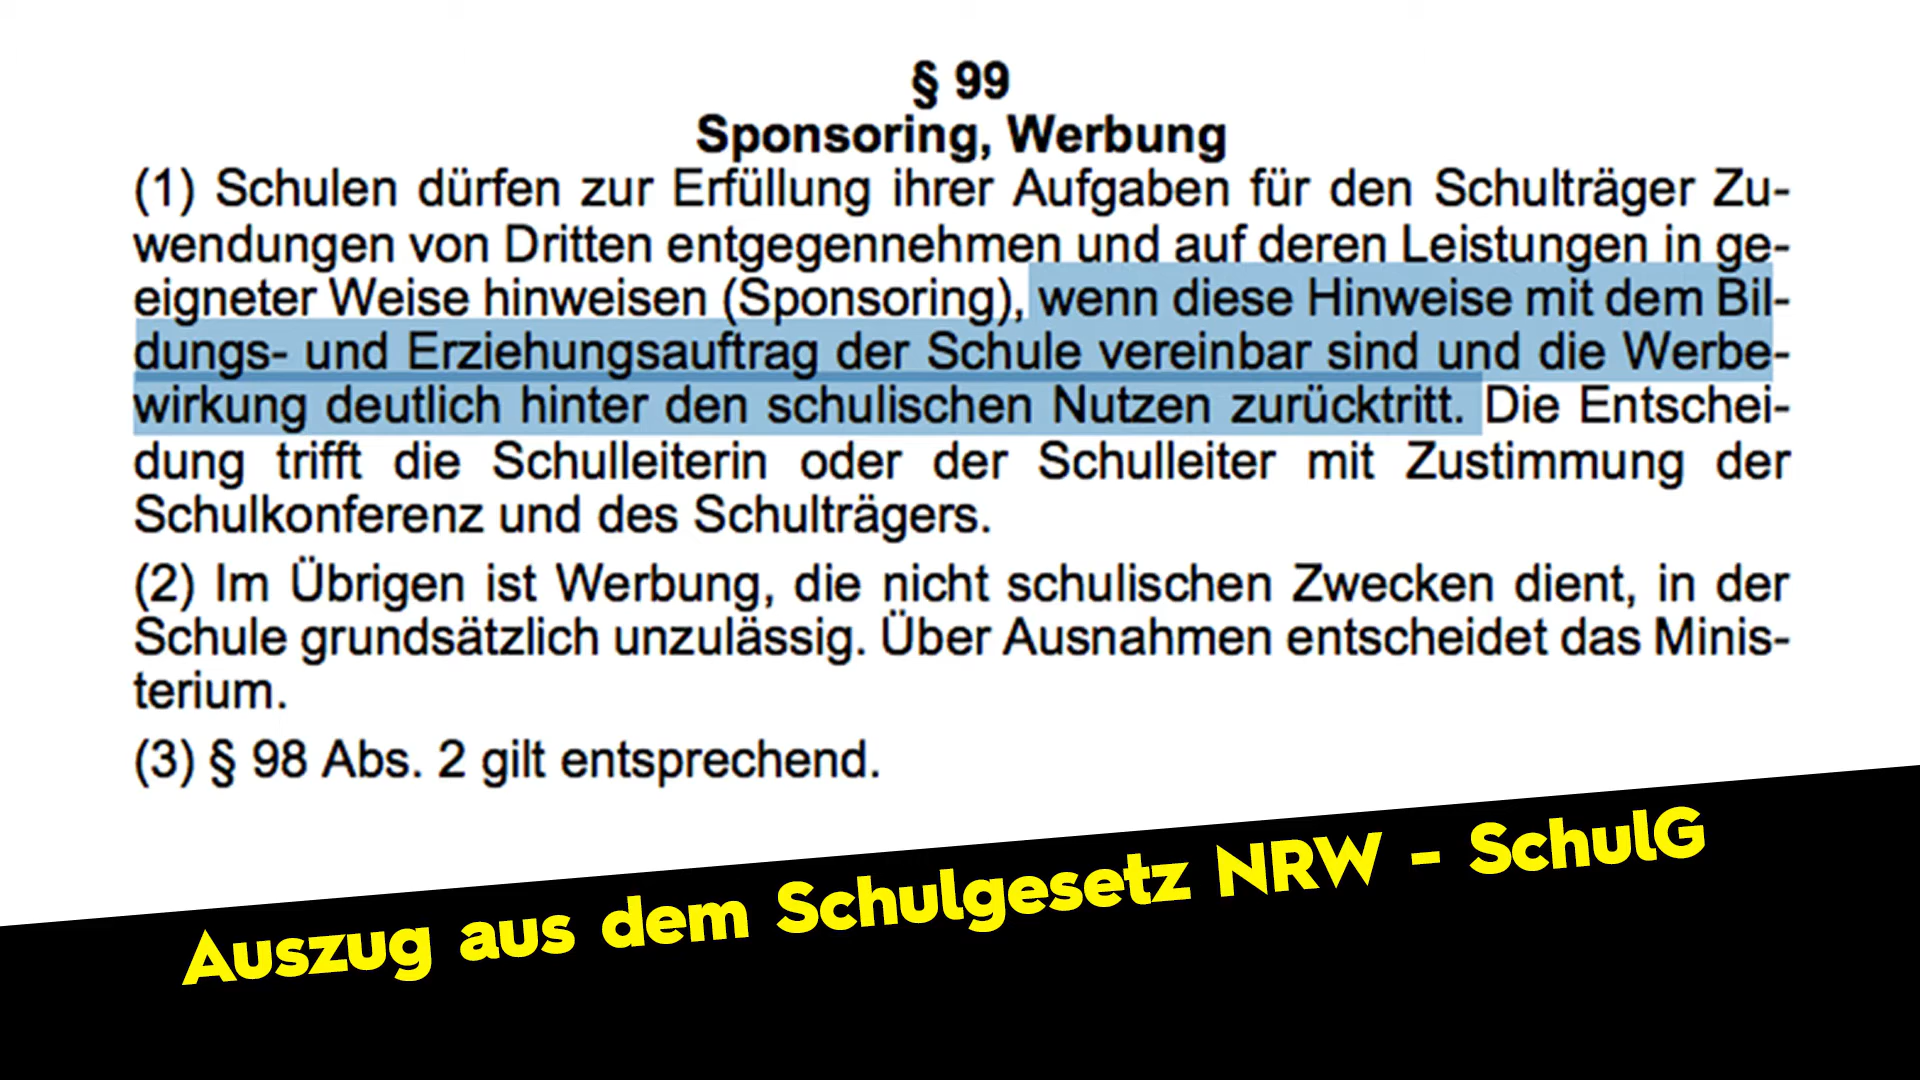 § 99
Sponsoring, Werbung
(1) Schulen dürfen zur Erfüllung ihrer Aufgaben für den Schulträger Zu-
wendungen von Dritten entgegennehmen und auf deren Leistungen in ge-
eigneter Weise hinweisen (Sponsoring), wenn diese Hinweise mit dem Bil-
dungs- und Erziehungsauftrag der Schule vereinbar sind und die Werbe-
wirkung deutlich hinter den schulischen Nutzen zurücktritt. Die Entschei-
dung trifft die Schulleiterin oder der Schulleiter mit Zustimmung der
Schulkonferenz und des Schulträgers.
(2) Im Übrigen ist Werbung, die nicht schulischen Zwecken dient, in der
Schule grundsätzlich unzulässig. Über Ausnahmen entscheidet das Minis-
terium.
(3) § 98 Abs. 2 gilt entsprechend.
Auszug aus dem Schulgesetz NRW - SchulG